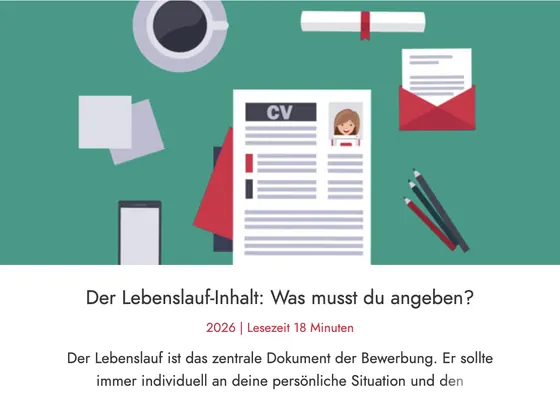 CV
Der Lebenslauf-Inhalt: Was musst du angeben?
2026 | Lesezeit 18 Minuten
Der Lebenslauf ist das zentrale Dokument der Bewerbung. Er sollte
immer individuell an deine persönliche Situation und den